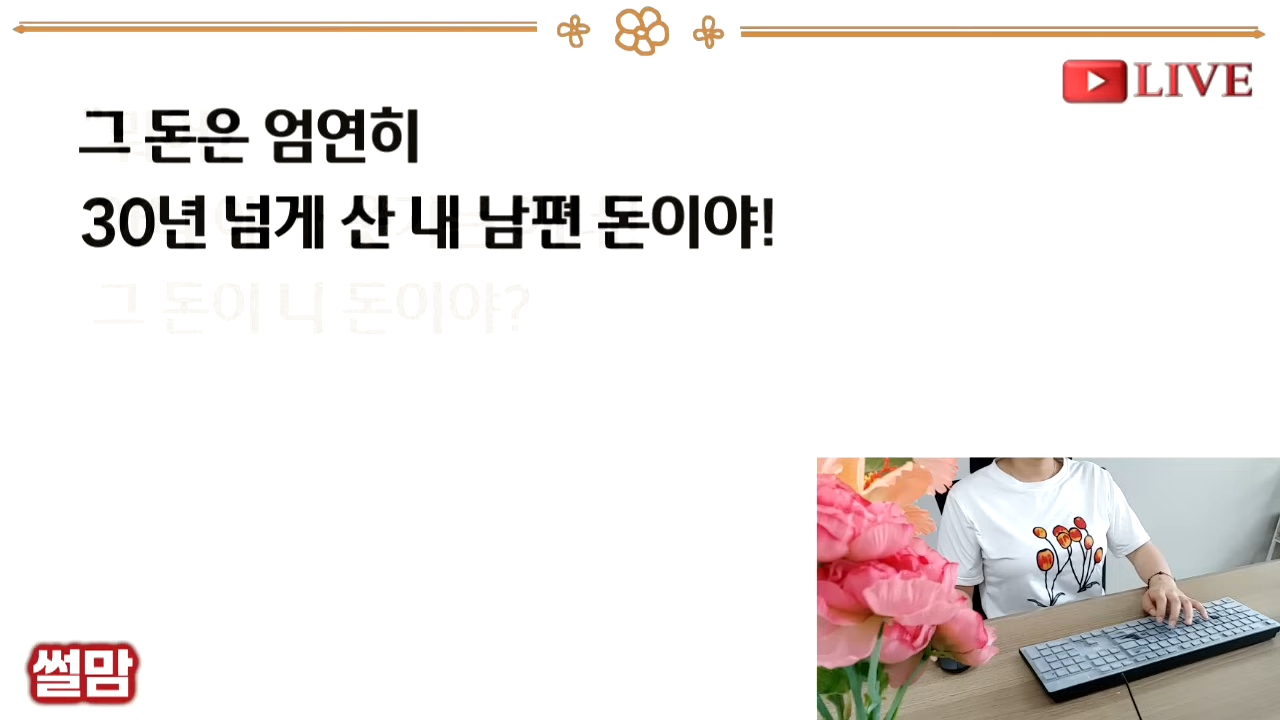 LIVE
그 돈은 엄연히
30년 넘게 산 내 남편 돈이야!
그 돈이 니 돈이야?
썰맘